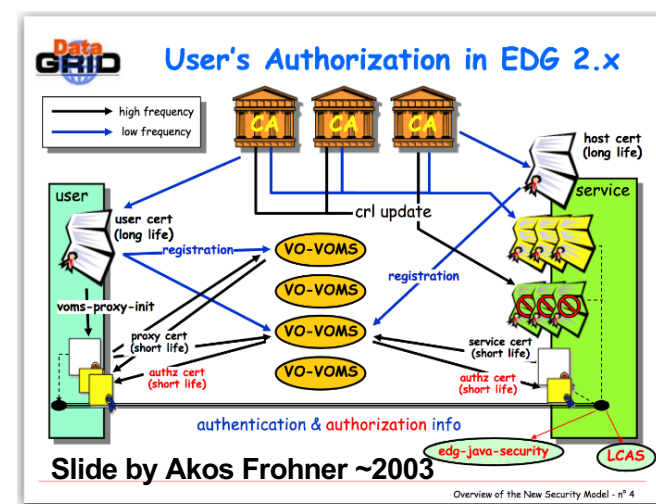 Data
GRID
User's Authorization in EDG 2.x
high frequency
low frequency
CA
CA
CA
host cert
(long life)
user
service
user cert
(long life)
crl update
registration
VO-VOMS
registration
VO-VOMS
voms-proxy-init
VO-VOMS
proxy cert
(short life)
service cert
(short life)
authz cert
(short life)
VO-VOMS
authz cert
(short life)
authentication & authorization info
edg-java-security
LCAS
Slide by Akos Frohner ~2003
Overview of the New Security Model - n° 4